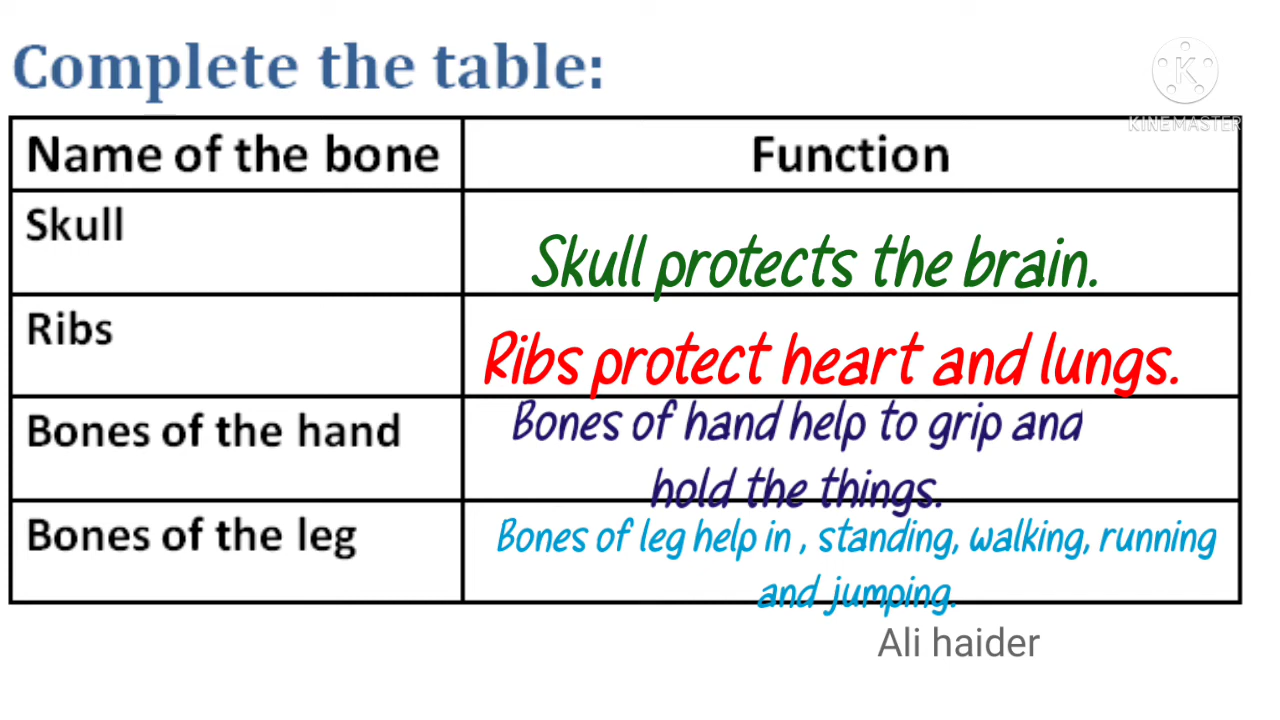 Complete the table:
K
KINEMASTER
Name of the bone Function
Skull Skull protects the brain.
Ribs Ribs protect heart and lungs.
Bones of the hand Bones of hand help to grip and
hold the things.
Bones of the leg Bones of leg help in , standing, walking, running
and jumping.
Ali haider